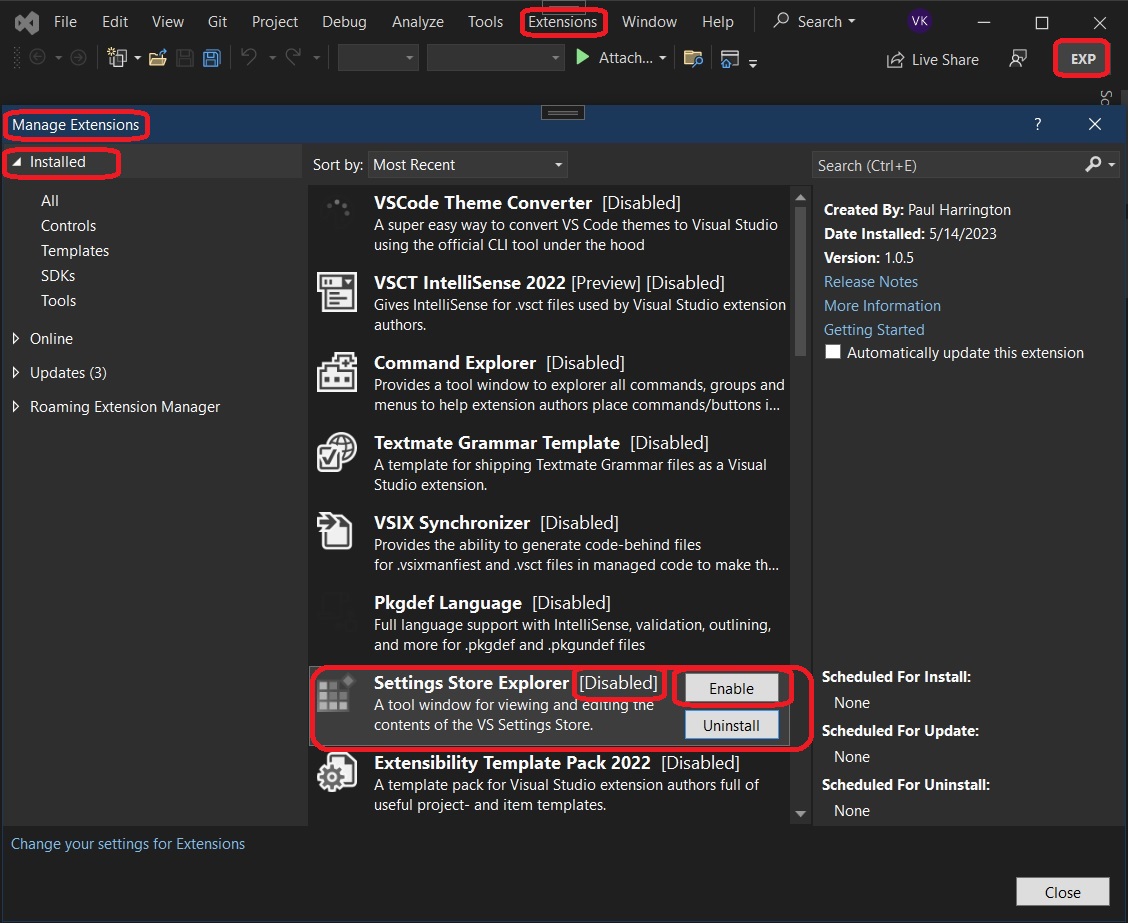 File Edit View Git Project Debug Analyze Tools Extensions Window Help Search VK
Attach... Live Share EXP
Sc
Manage Extensions ?
Installed
All
Controls
Templates
SDKs
Tools
Online
Updates (3)
Roaming Extension Manager
Sort by: Most Recent
VSCode Theme Converter [Disabled]
A super easy way to convert VS Code themes to Visual Studio
using the official CLI tool under the hood
VSCT IntelliSense 2022 [Preview] [Disabled]
Gives IntelliSense for .vsct files used by Visual Studio extension
authors.
Command Explorer [Disabled]
Provides a tool window to explorer all commands, groups and
menus to help extension authors place commands/buttons i...
Textmate Grammar Template [Disabled]
A template for shipping Textmate Grammar files as a Visual
Studio extension.
VSIX Synchronizer [Disabled]
Provides the ability to generate code-behind files
for .vsixmanfiest and .vsct files in managed code to make th...
Pkgdef Language [Disabled]
Full language support with IntelliSense, validation, outlining,
and more for .pkgdef and .pkgundef files
Settings Store Explorer [Disabled] Enable
A tool window for viewing and editing the
contents of the VS Settings Store. Uninstall
Extensibility Template Pack 2022 [Disabled]
A template pack for Visual Studio extension authors full of
useful project- and item templates.
Search (Ctrl+E)
Created By: Paul Harrington
Date Installed: 5/14/2023
Version: 1.0.5
Release Notes
More Information
Getting Started
Automatically update this extension
Scheduled For Install:
None
Scheduled For Update:
None
Scheduled For Uninstall:
None
Change your settings for Extensions
Close